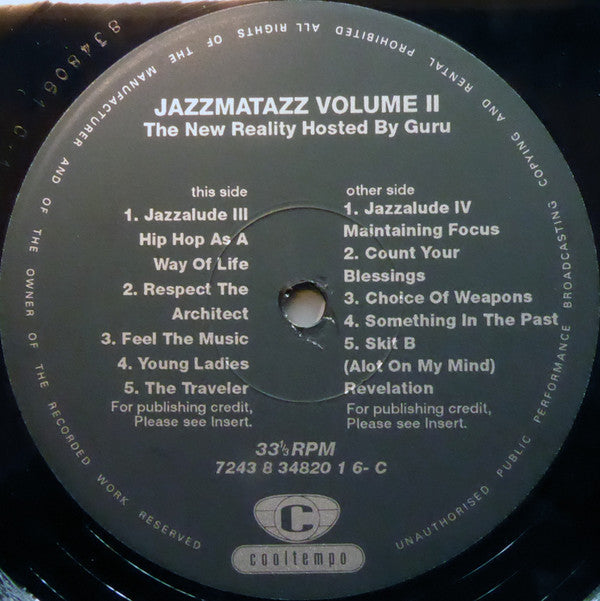 JAZZMATAZZ VOLUME II
The New Reality Hosted By Guru
this side
1. Jazzalude III
Hip Hop As A
Way Of Life
2. Respect The
Architect
3. Feel The Music
4. Young Ladies
5. The Traveler
For publishing credit,
Please see Insert.
other side
1. Jazzalude IV
Maintaining Focus
2. Count Your
Blessings
3. Choice Of Weapons
4. Something In The Past
5. Skit B
(Alot On My Mind)
Revelation
For publishing credit,
Please see Insert.
33⅓ RPM
7243 8 34820 1 6- C
C
cooltempo
ALL RIGHTS OF THE MANUFACTURER AND OF THE OWNER OF THE RECORDED WORK RESERVED
UNAUTHORISED PUBLIC PERFORMANCE BROADCASTING COPYING AND RENTAL PROHIBITED